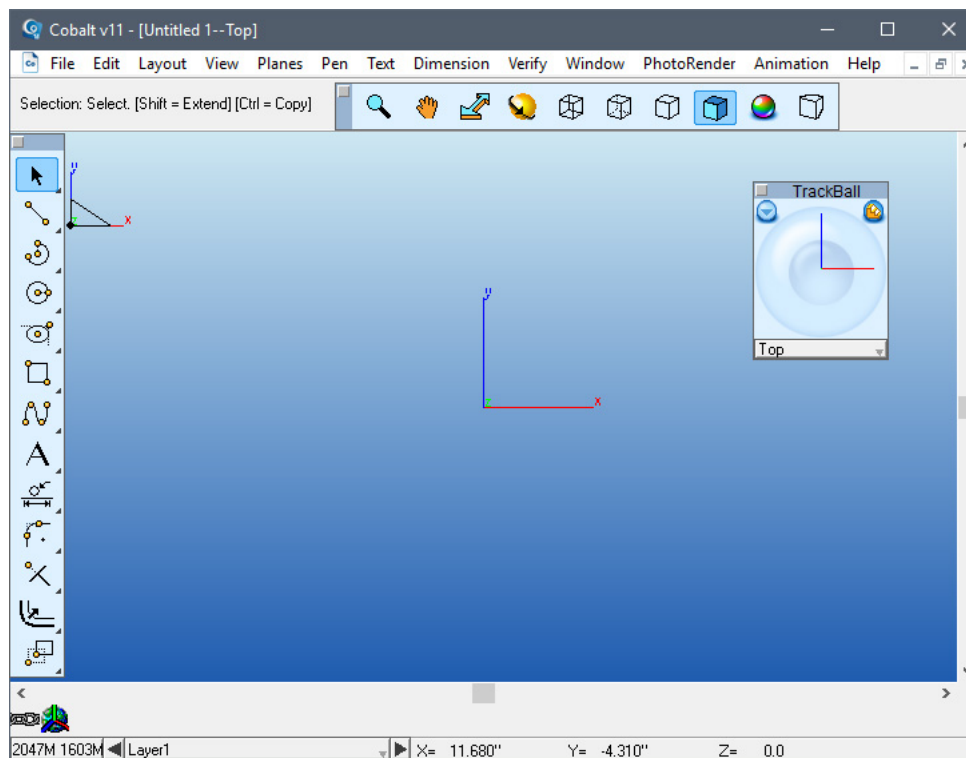 Cobalt v11 - [Untitled 1--Top]
File Edit Layout View Planes Pen Text Dimension Verify Window PhotoRender Animation Help
Selection: Select. [Shift = Extend] [Ctrl = Copy]
y
z x
TrackBall
Top
y
z x
2047M 1603M Layer1 X= 11.680" Y= -4.310" Z= 0.0